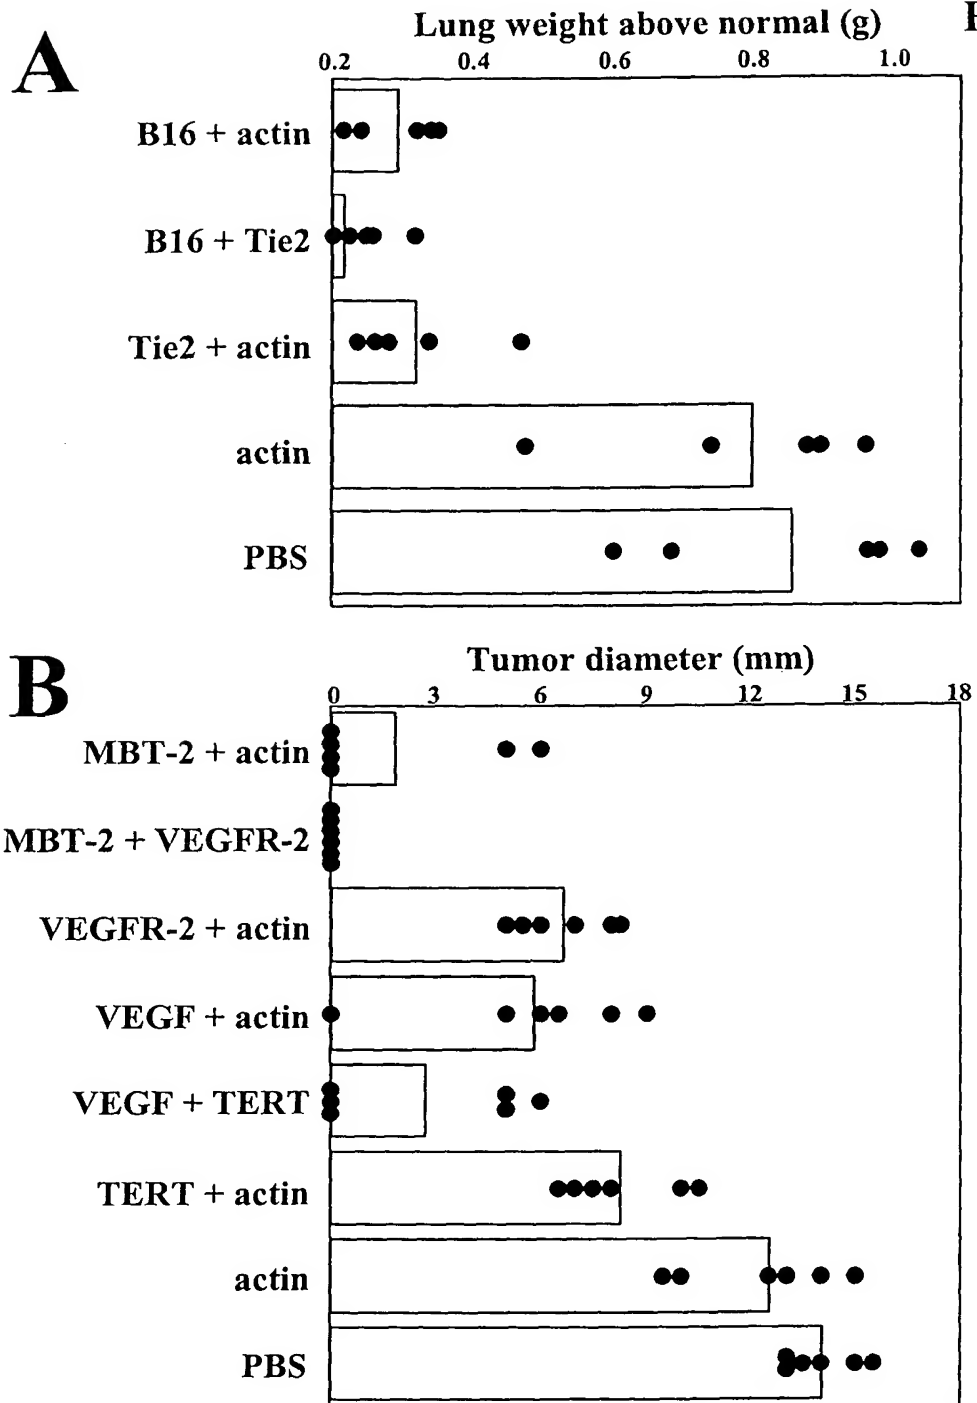 A
Lung weight above normal (g)
0.2 0.4 0.6 0.8 1.0
B16 + actin
B16 + Tie2
Tie2 + actin
actin
PBS
B
Tumor diameter (mm)
0 3 6 9 12 15 18
MBT-2 + actin
MBT-2 + VEGFR-2
VEGFR-2 + actin
VEGF + actin
VEGF + TERT
TERT + actin
actin
PBS